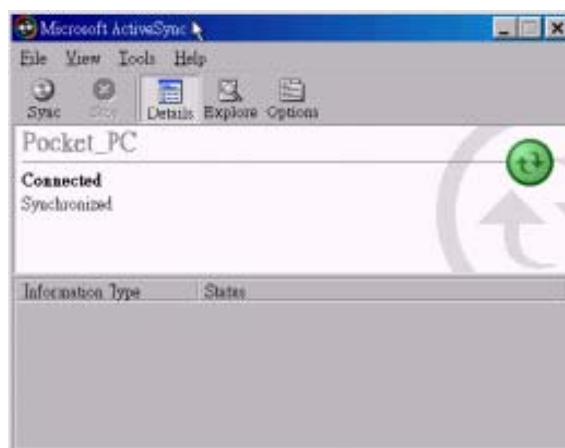 Microsoft ActiveSync
File View Tools Help
Sync Stop Details Explore Options
Pocket_PC
Connected
Synchronized
Information Type Status